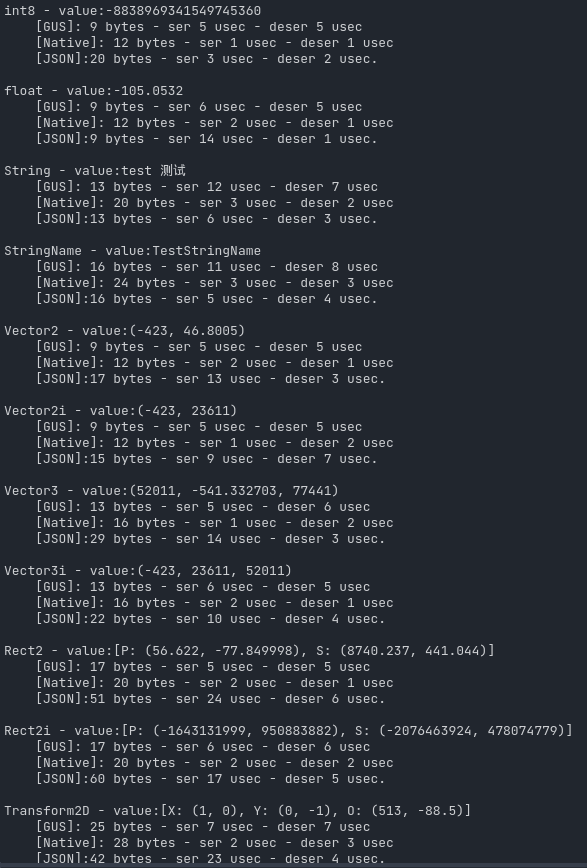 int8 - value:-8838969341549745360
    [GUS]: 9 bytes - ser 5 usec - deser 5 usec
    [Native]: 12 bytes - ser 1 usec - deser 1 usec
    [JSON]:20 bytes - ser 3 usec - deser 2 usec.
float - value:-105.0532
    [GUS]: 9 bytes - ser 6 usec - deser 5 usec
    [Native]: 12 bytes - ser 2 usec - deser 1 usec
    [JSON]:9 bytes - ser 14 usec - deser 1 usec.
String - value:test 测试
    [GUS]: 13 bytes - ser 12 usec - deser 7 usec
    [Native]: 20 bytes - ser 3 usec - deser 2 usec
    [JSON]:13 bytes - ser 6 usec - deser 3 usec.
StringName - value:TestStringName
    [GUS]: 16 bytes - ser 11 usec - deser 8 usec
    [Native]: 24 bytes - ser 3 usec - deser 3 usec
    [JSON]:16 bytes - ser 5 usec - deser 4 usec.
Vector2 - value:(-423, 46.8005)
    [GUS]: 9 bytes - ser 5 usec - deser 5 usec
    [Native]: 12 bytes - ser 2 usec - deser 1 usec
    [JSON]:17 bytes - ser 13 usec - deser 3 usec.
Vector2i - value:(-423, 23611)
    [GUS]: 9 bytes - ser 5 usec - deser 5 usec
    [Native]: 12 bytes - ser 1 usec - deser 2 usec
    [JSON]:15 bytes - ser 9 usec - deser 7 usec.
Vector3 - value:(52011, -541.332703, 77441)
    [GUS]: 13 bytes - ser 5 usec - deser 6 usec
    [Native]: 16 bytes - ser 1 usec - deser 2 usec
    [JSON]:29 bytes - ser 14 usec - deser 3 usec.
Vector3i - value:(-423, 23611, 52011)
    [GUS]: 13 bytes - ser 6 usec - deser 5 usec
    [Native]: 16 bytes - ser 2 usec - deser 1 usec
    [JSON]:22 bytes - ser 10 usec - deser 4 usec.
Rect2 - value:[P: (56.622, -77.849998), S: (8740.237, 441.044)]
    [GUS]: 17 bytes - ser 5 usec - deser 5 usec
    [Native]: 20 bytes - ser 2 usec - deser 1 usec
    [JSON]:51 bytes - ser 24 usec - deser 6 usec.
Rect2i - value:[P: (-1643131999, 950883882), S: (-2076463924, 478074779)]
    [GUS]: 17 bytes - ser 6 usec - deser 6 usec
    [Native]: 20 bytes - ser 2 usec - deser 2 usec
    [JSON]:60 bytes - ser 17 usec - deser 5 usec.
Transform2D - value:[X: (1, 0), Y: (0, -1), O: (513, -88.5)]
    [GUS]: 25 bytes - ser 7 usec - deser 7 usec
    [Native]: 28 bytes - ser 2 usec - deser 3 usec
    [JSON]:42 bytes - ser 23 usec - deser 4 usec.